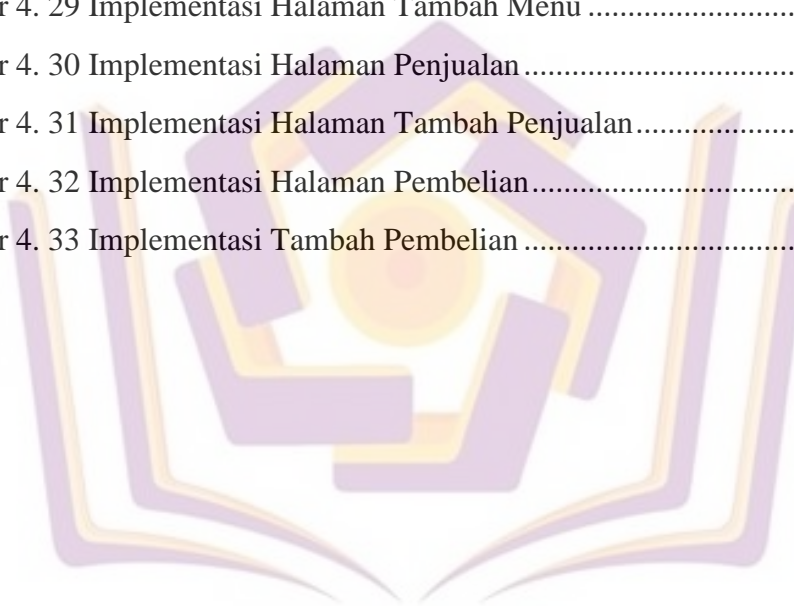 r 4. 29 Implementasi Halaman Tambah Menu ..........................
r 4. 30 Implementasi Halaman Penjualan ..................................
r 4. 31 Implementasi Halaman Tambah Penjualan ....................
r 4. 32 Implementasi Halaman Pembelian .................................
r 4. 33 Implementasi Tambah Pembelian ..................................